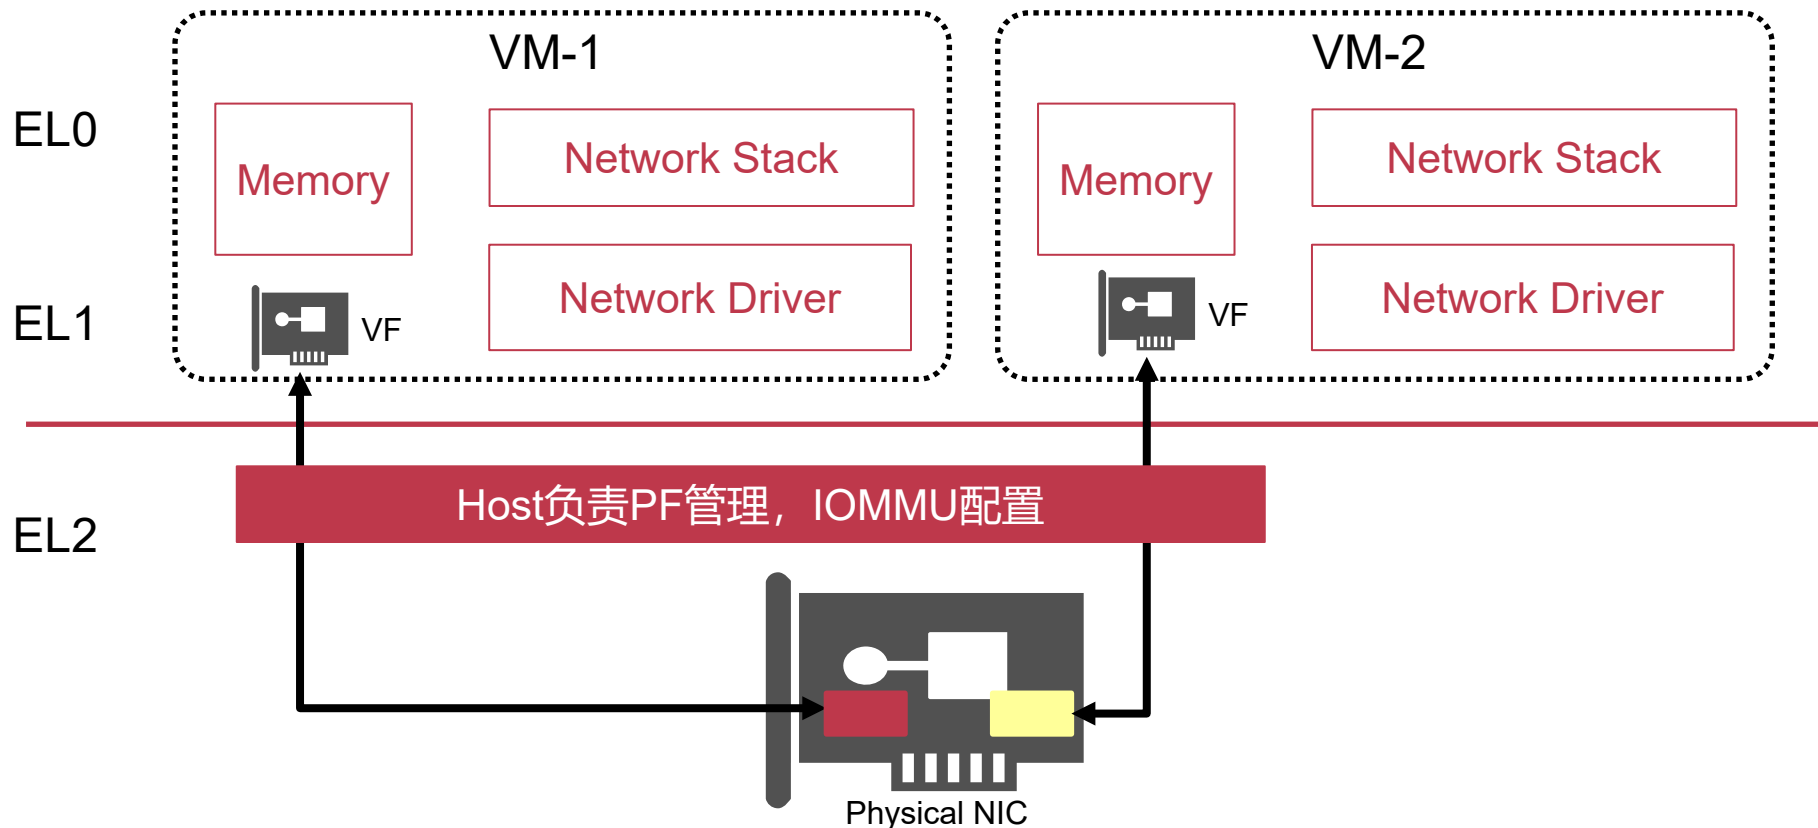 VM-1
VM-2
EL0
Memory
Network Stack
Memory
Network Stack
EL1
VF
Network Driver
VF
Network Driver
EL2
Host负责PF管理，IOMMU配置
Physical NIC